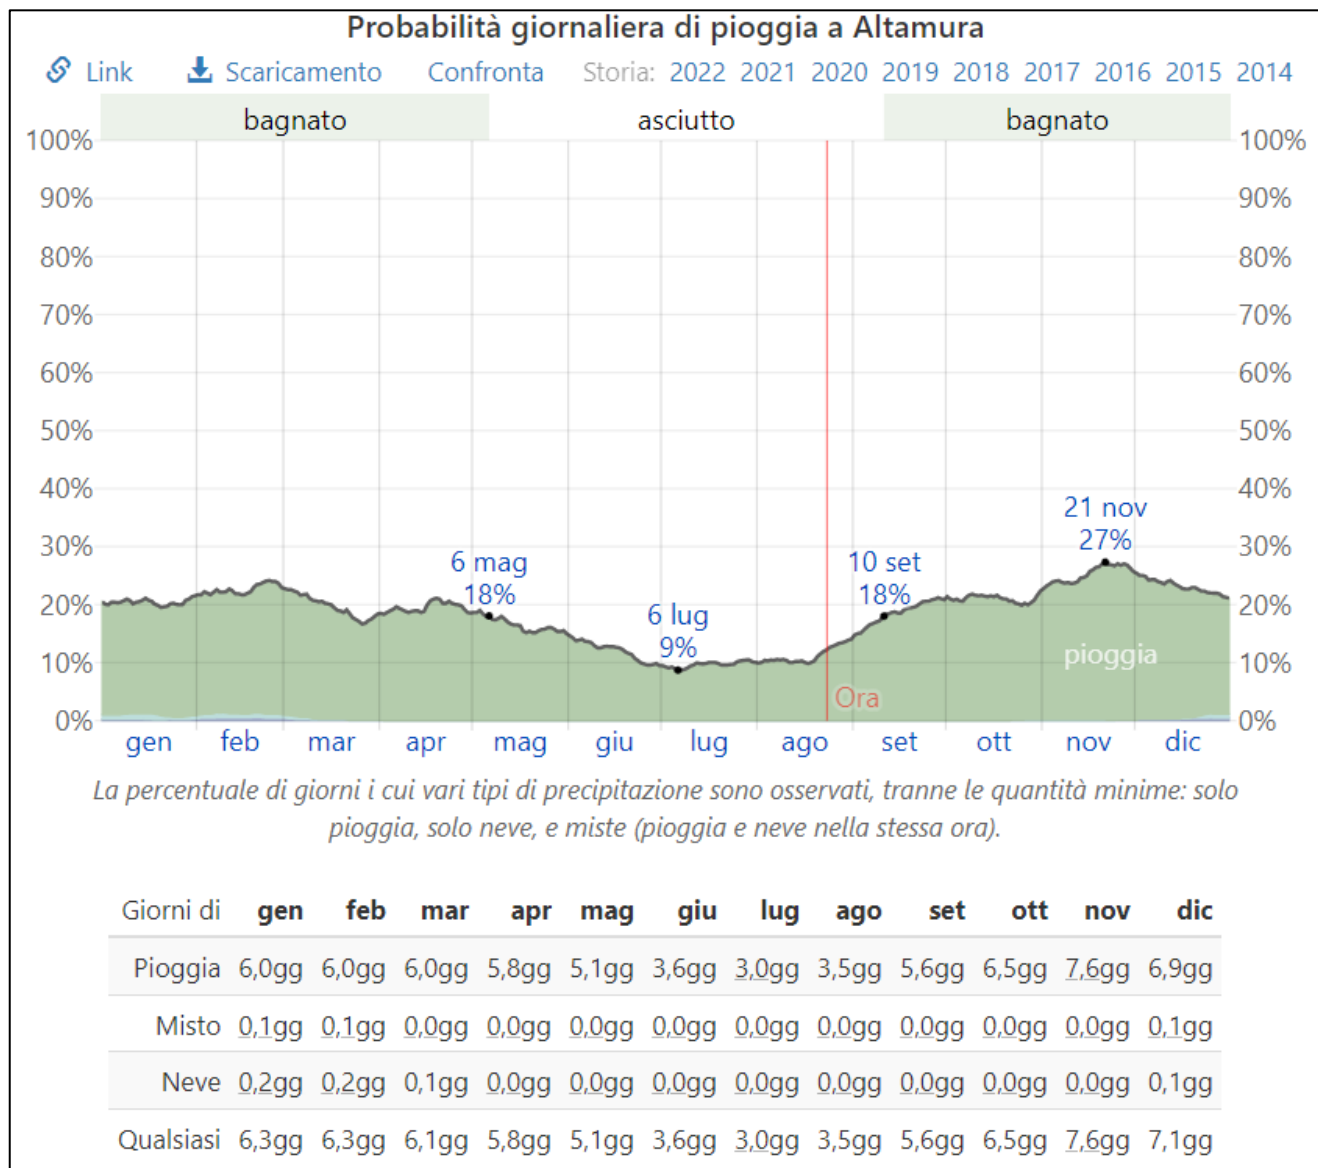 Probabilità giornaliera di pioggia a Altamura
Link Scaricamento Confronta Storia: 2022 2021 2020 2019 2018 2017 2016 2015 2014
bagnato asciutto bagnato
100% 100%
90% 90%
80% 80%
70% 70%
60% 60%
50% 50%
40% 40%
30% 30%
20% 20%
10% 10%
0% 0%
6 mag
18%
6 lug
9%
10 set
18%
21 nov
27%
pioggia
Ora
gen feb mar apr mag giu lug ago set ott nov dic
La percentuale di giorni i cui vari tipi di precipitazione sono osservati, tranne le quantità minime: solo
pioggia, solo neve, e miste (pioggia e neve nella stessa ora).
Giorni di gen feb mar apr mag giu lug ago set ott nov dic
Pioggia 6,0gg 6,0gg 6,0gg 5,8gg 5,1gg 3,6gg 3,0gg 3,5gg 5,6gg 6,5gg 7,6gg 6,9gg
Misto 0,1gg 0,1gg 0,0gg 0,0gg 0,0gg 0,0gg 0,0gg 0,0gg 0,0gg 0,0gg 0,0gg 0,1gg
Neve 0,2gg 0,2gg 0,1gg 0,0gg 0,0gg 0,0gg 0,0gg 0,0gg 0,0gg 0,0gg 0,0gg 0,1gg
Qualsiasi 6,3gg 6,3gg 6,1gg 5,8gg 5,1gg 3,6gg 3,0gg 3,5gg 5,6gg 6,5gg 7,6gg 7,1gg